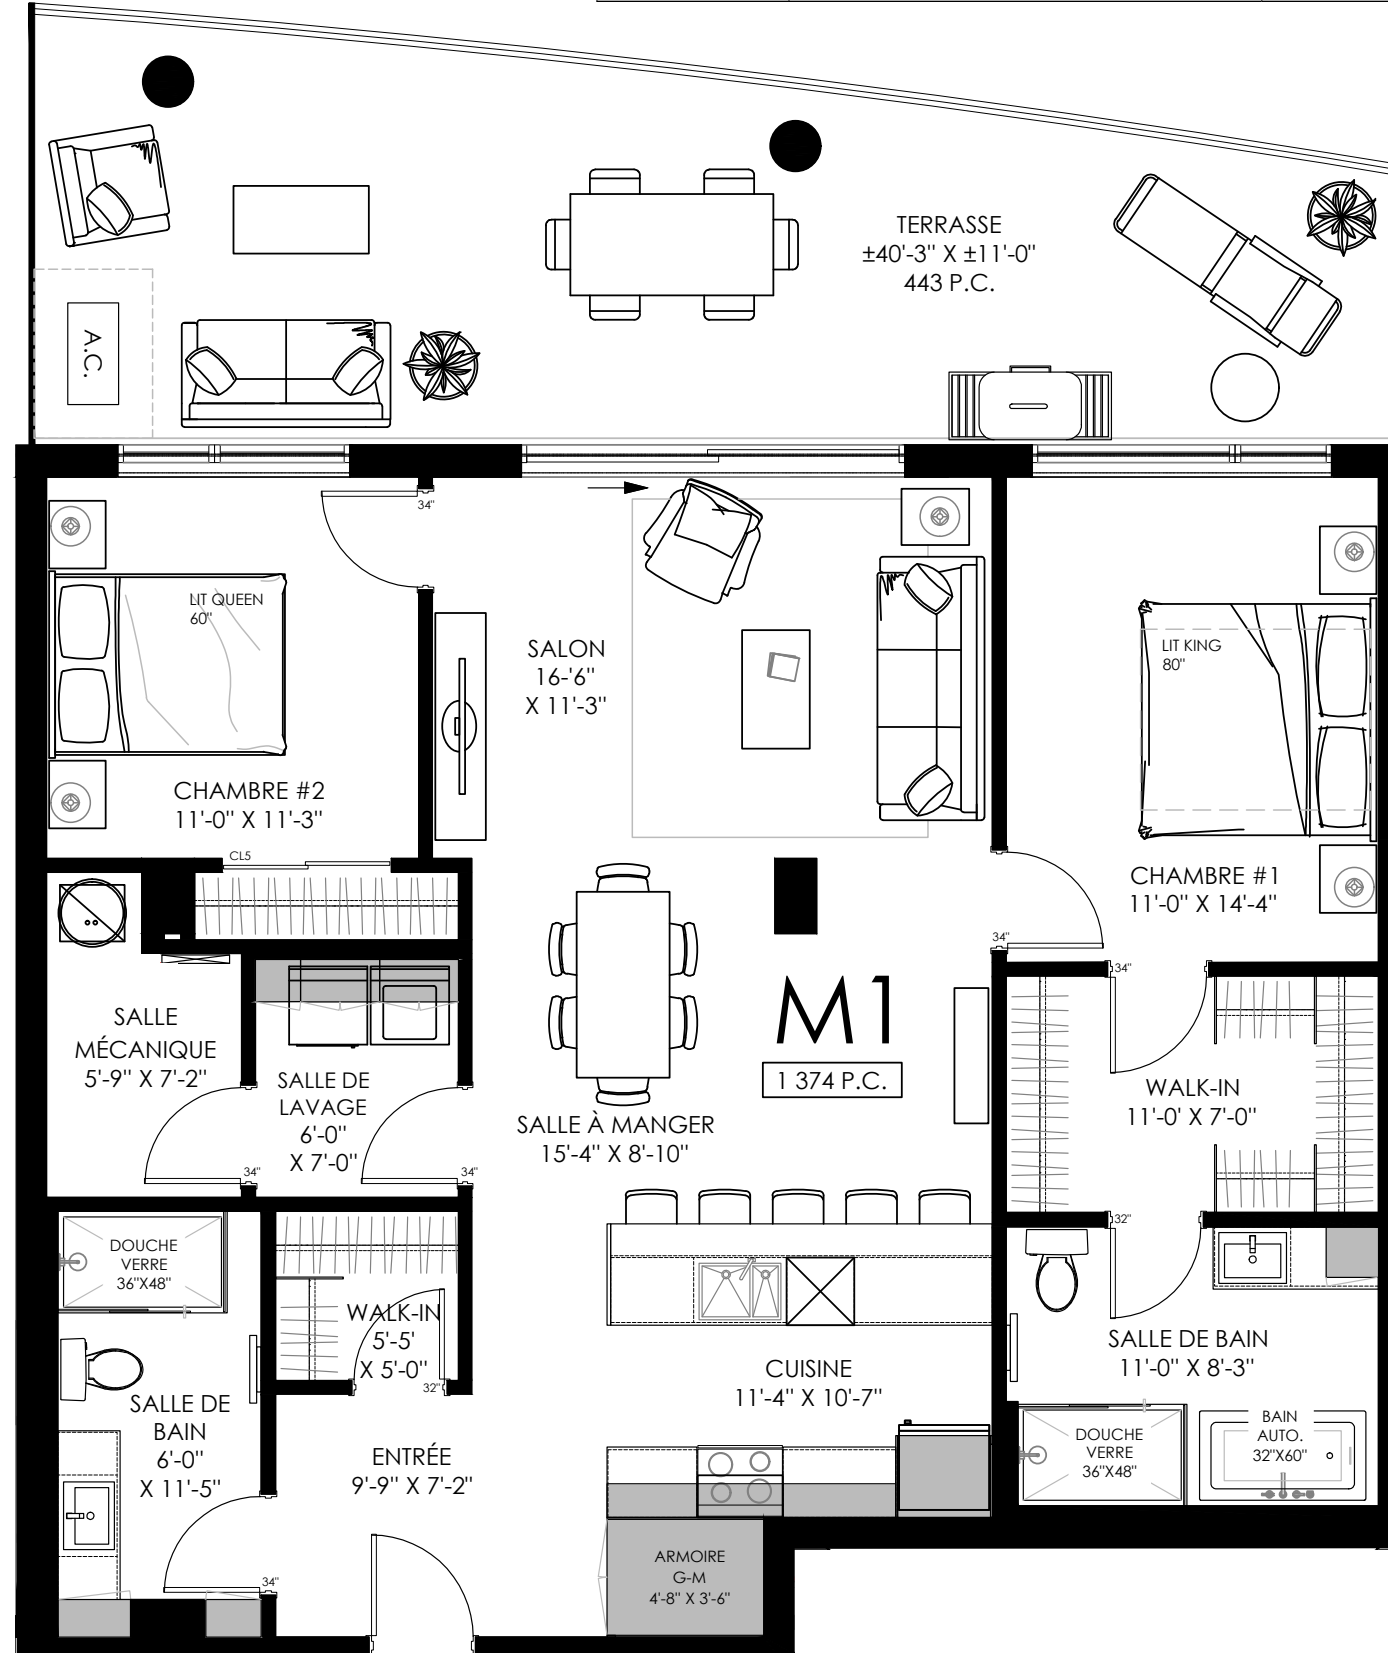 TERRASSE
±40'-3" X ±11'-0"
443 P.C.
A.C.
34"
LIT QUEEN
60"
SALON
16-'6"
X 11'-3"
LIT KING
80"
CHAMBRE #2
11'-0" X 11'-3"
CL5
CHAMBRE #1
11'-0" X 14'-4"
34"
34"
M1
1 374 P.C.
SALLE
MÉCANIQUE
5'-9" X 7'-2"
SALLE DE
LAVAGE
6'-0"
X 7'-0"
34"
34"
SALLE À MANGER
15'-4" X 8'-10"
WALK-IN
11'-0' X 7'-0"
32"
DOUCHE
VERRE
36"X48"
WALK-IN
5'-5'
X 5'-0"
32"
CUISINE
11'-4" X 10'-7"
SALLE DE BAIN
11'-0" X 8'-3"
SALLE DE
BAIN
6'-0"
X 11'-5"
ENTRÉE
9'-9" X 7'-2"
DOUCHE
VERRE
36"X48"
BAIN
AUTO.
32"X60"
34"
ARMOIRE
G-M
4'-8" X 3'-6"